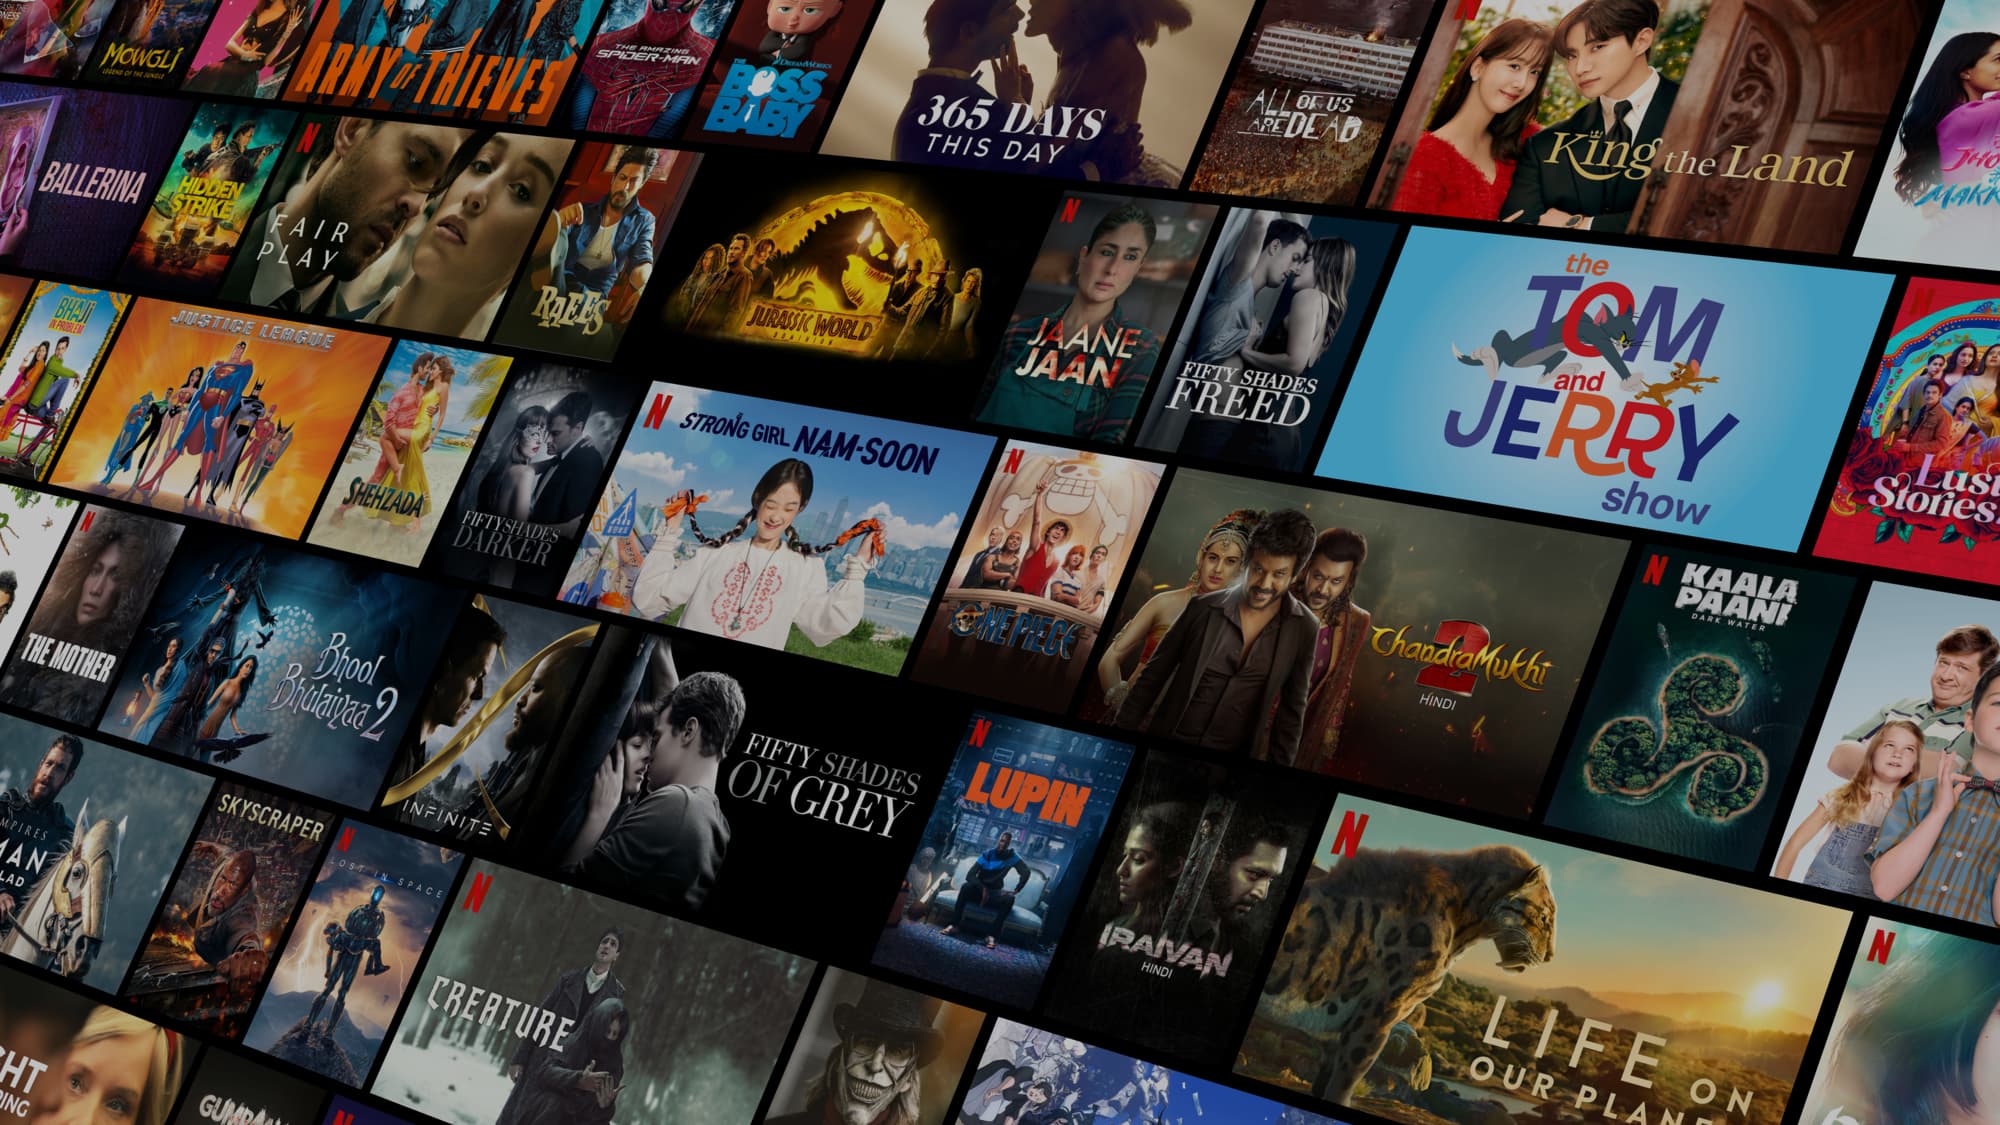 MOWGLI
LEGEND OF THE JUNGLE
ARMY OF THIEVES
THE AMAZING
SPIDER-MAN
DREAMWORKS
THE
BOSS
BABY
365 DAYS
THIS DAY
ALL OF US
ARE DEAD
King the Land
BALLERINA
HIDDEN
STRIKE
FAIR
PLAY
RAEES
JURASSIC WORLD
DOMINION
JAANE
JAAN
FIFTY SHADES
FREED
the
TOM
and
JERRY
show
Lust
Stories
BHAJI
IN PROBLEM
JUSTICE LEAGUE
SHEHZADA
FIFTY SHADES
DARKER
STRONG GIRL NAM-SOON
ONE PIECE
ChandraMukhi
2
HINDI
KAALA
PAANI
DARK WATER
THE MOTHER
Bhool
Bhulaiyaa 2
INFINITE
FIFTY SHADES
OF GREY
LUPIN
IRAIVAN
HINDI
LIFE ON
OUR PLANE
MPIRES
MAN
LAD
SKYSCRAPER
LOST IN SPACE
CREATURE
HT
RING